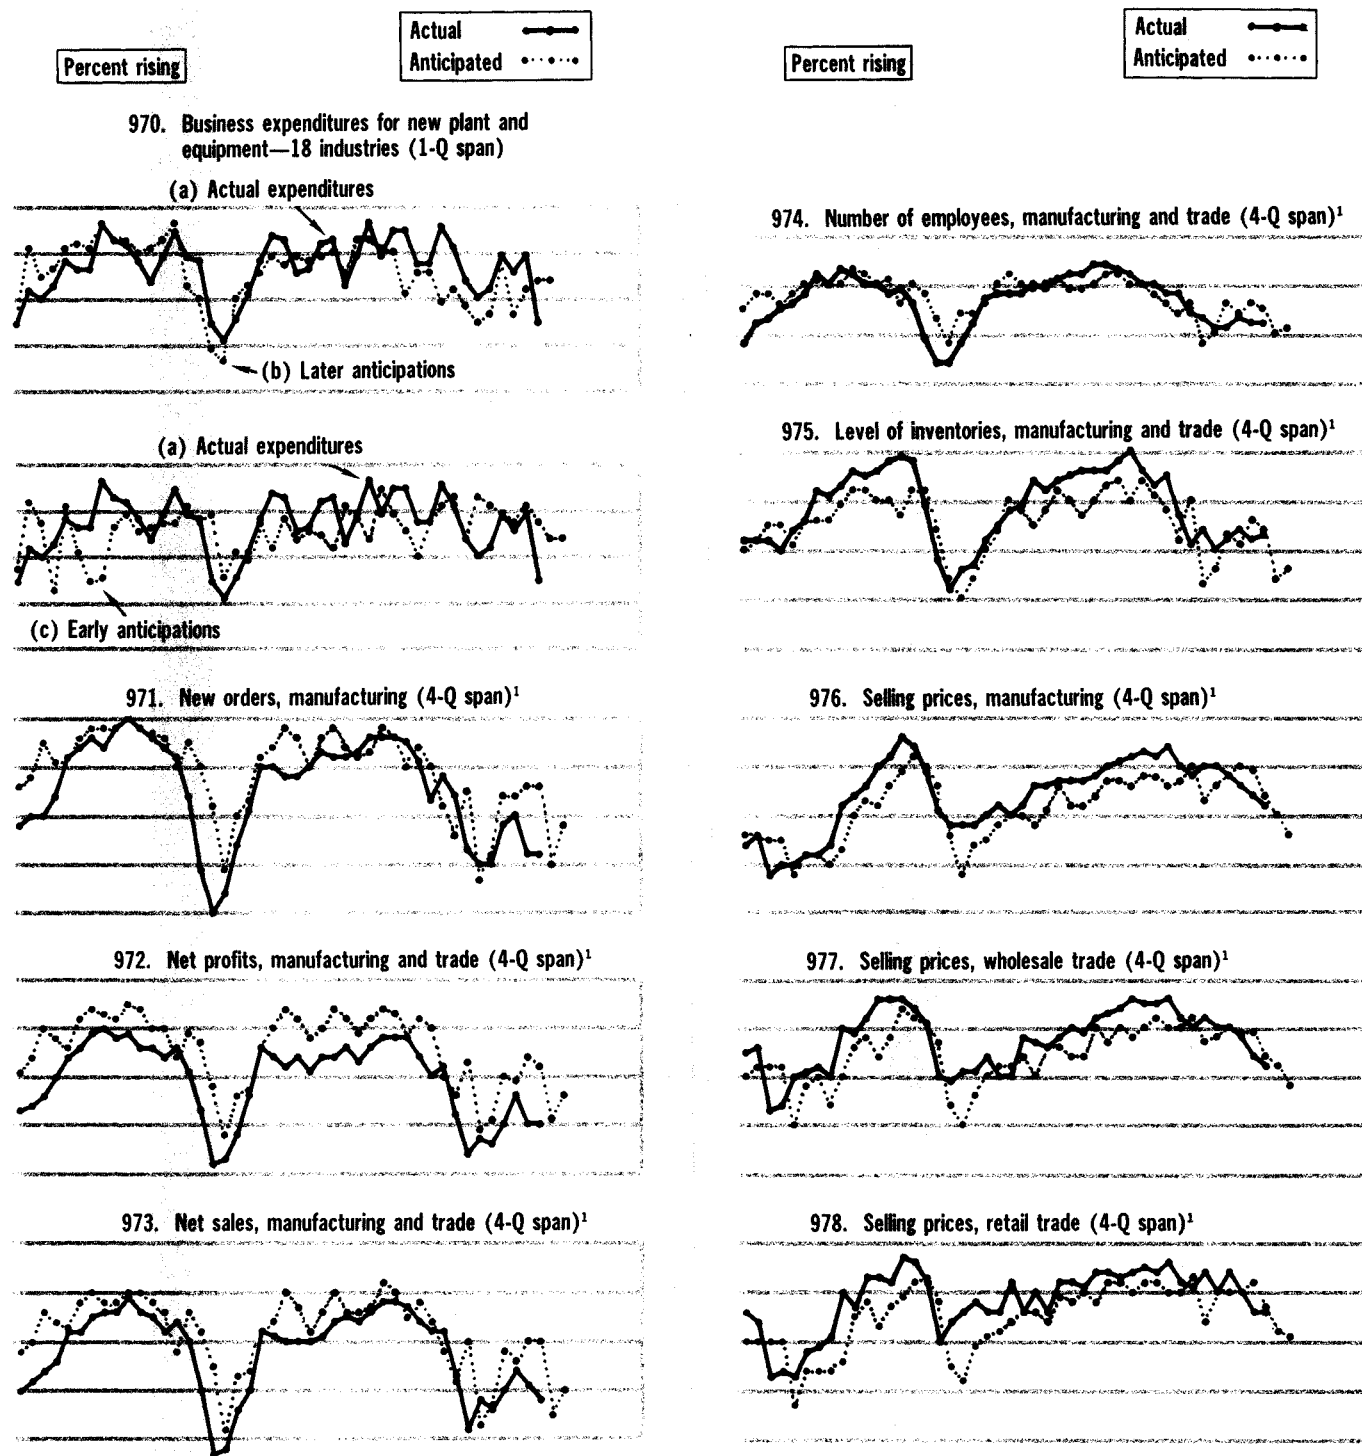 Percent rising
Actual
Anticipated
970. Business expenditures for new plant and
equipment—18 industries (1-Q span)
(a) Actual expenditures
(b) Later anticipations
(a) Actual expenditures
(c) Early anticipations
971. New orders, manufacturing (4-Q span)¹
972. Net profits, manufacturing and trade (4-Q span)¹
973. Net sales, manufacturing and trade (4-Q span)¹
Percent rising
Actual
Anticipated
974. Number of employees, manufacturing and trade (4-Q span)¹
975. Level of inventories, manufacturing and trade (4-Q span)¹
976. Selling prices, manufacturing (4-Q span)¹
977. Selling prices, wholesale trade (4-Q span)¹
978. Selling prices, retail trade (4-Q span)¹